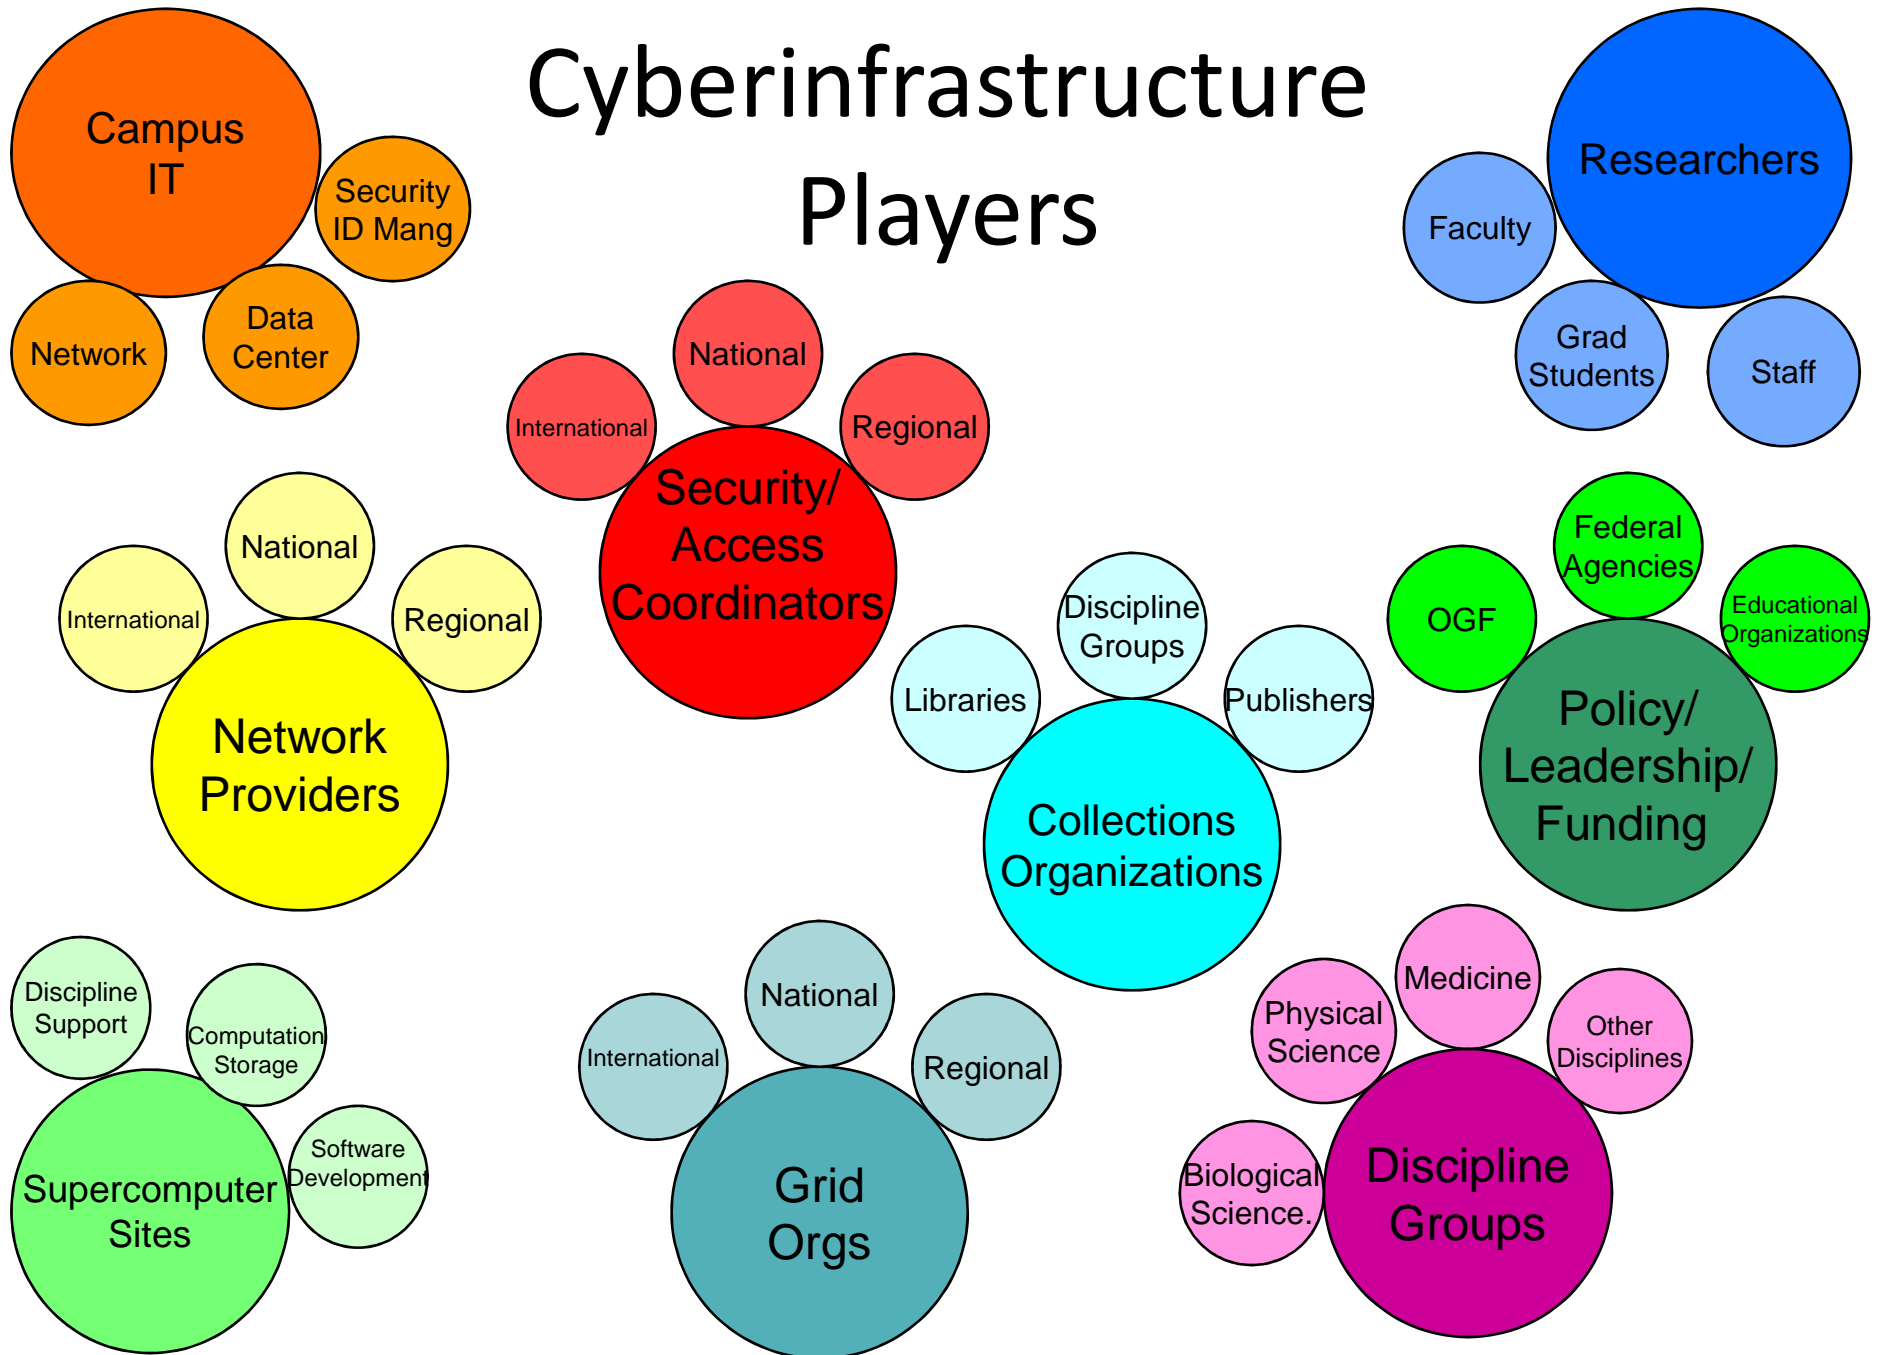 Cyberinfrastructure
Players
Campus
IT
Security
ID Mang
Data
Center
Network
Researchers
Faculty
Grad
Students
Staff
International
National
Regional
Security/
Access
Coordinators
International
National
Regional
Network
Providers
Libraries
Discipline
Groups
Publishers
Collections
Organizations
OGF
Federal
Agencies
Educational
Organizations
Policy/
Leadership/
Funding
Discipline
Support
Computation
Storage
Software
Development
Supercomputer
Sites
International
National
Regional
Grid
Orgs
Biological
Science.
Physical
Science
Medicine
Other
Disciplines
Discipline
Groups